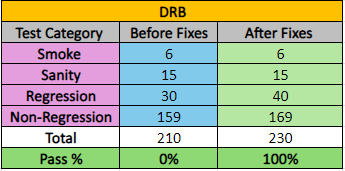 DRB
Test Category Before Fixes After Fixes
Smoke 6 6
Sanity 15 15
Regression 30 40
Non-Regression 159 169
Total 210 230
Pass % 0% 100%